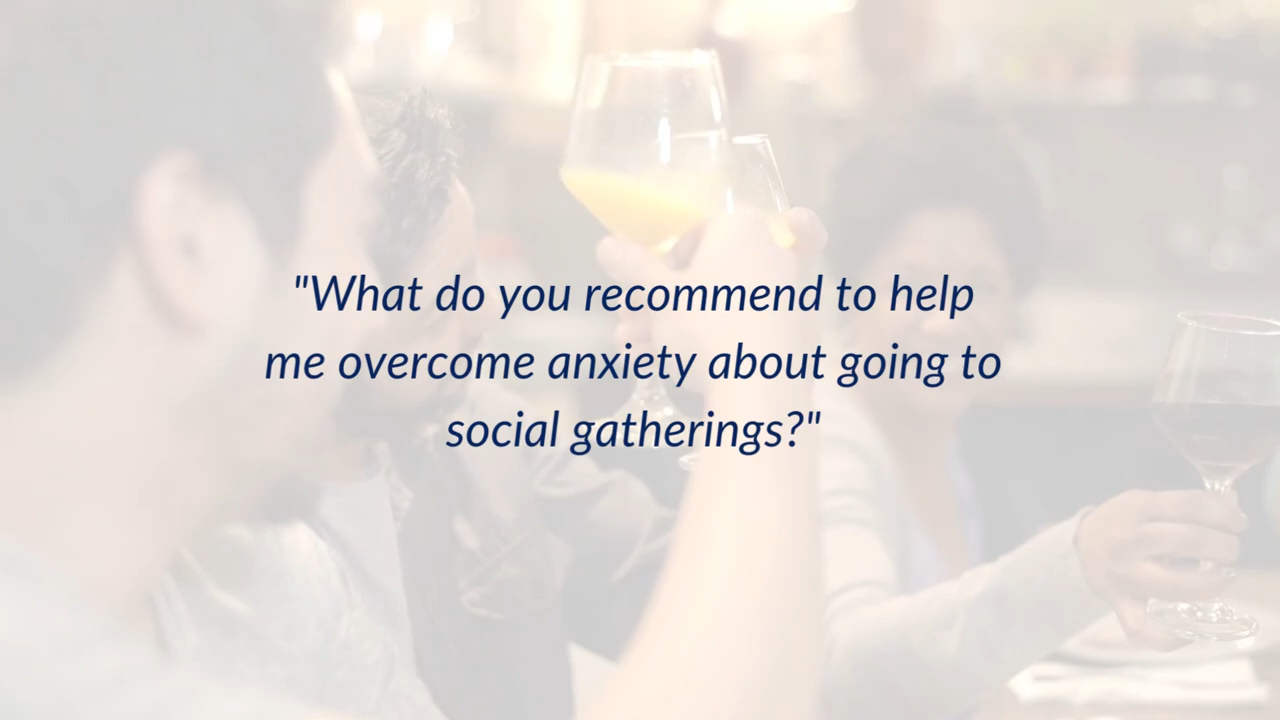 "What do you recommend to help
me overcome anxiety about going to
social gatherings?"